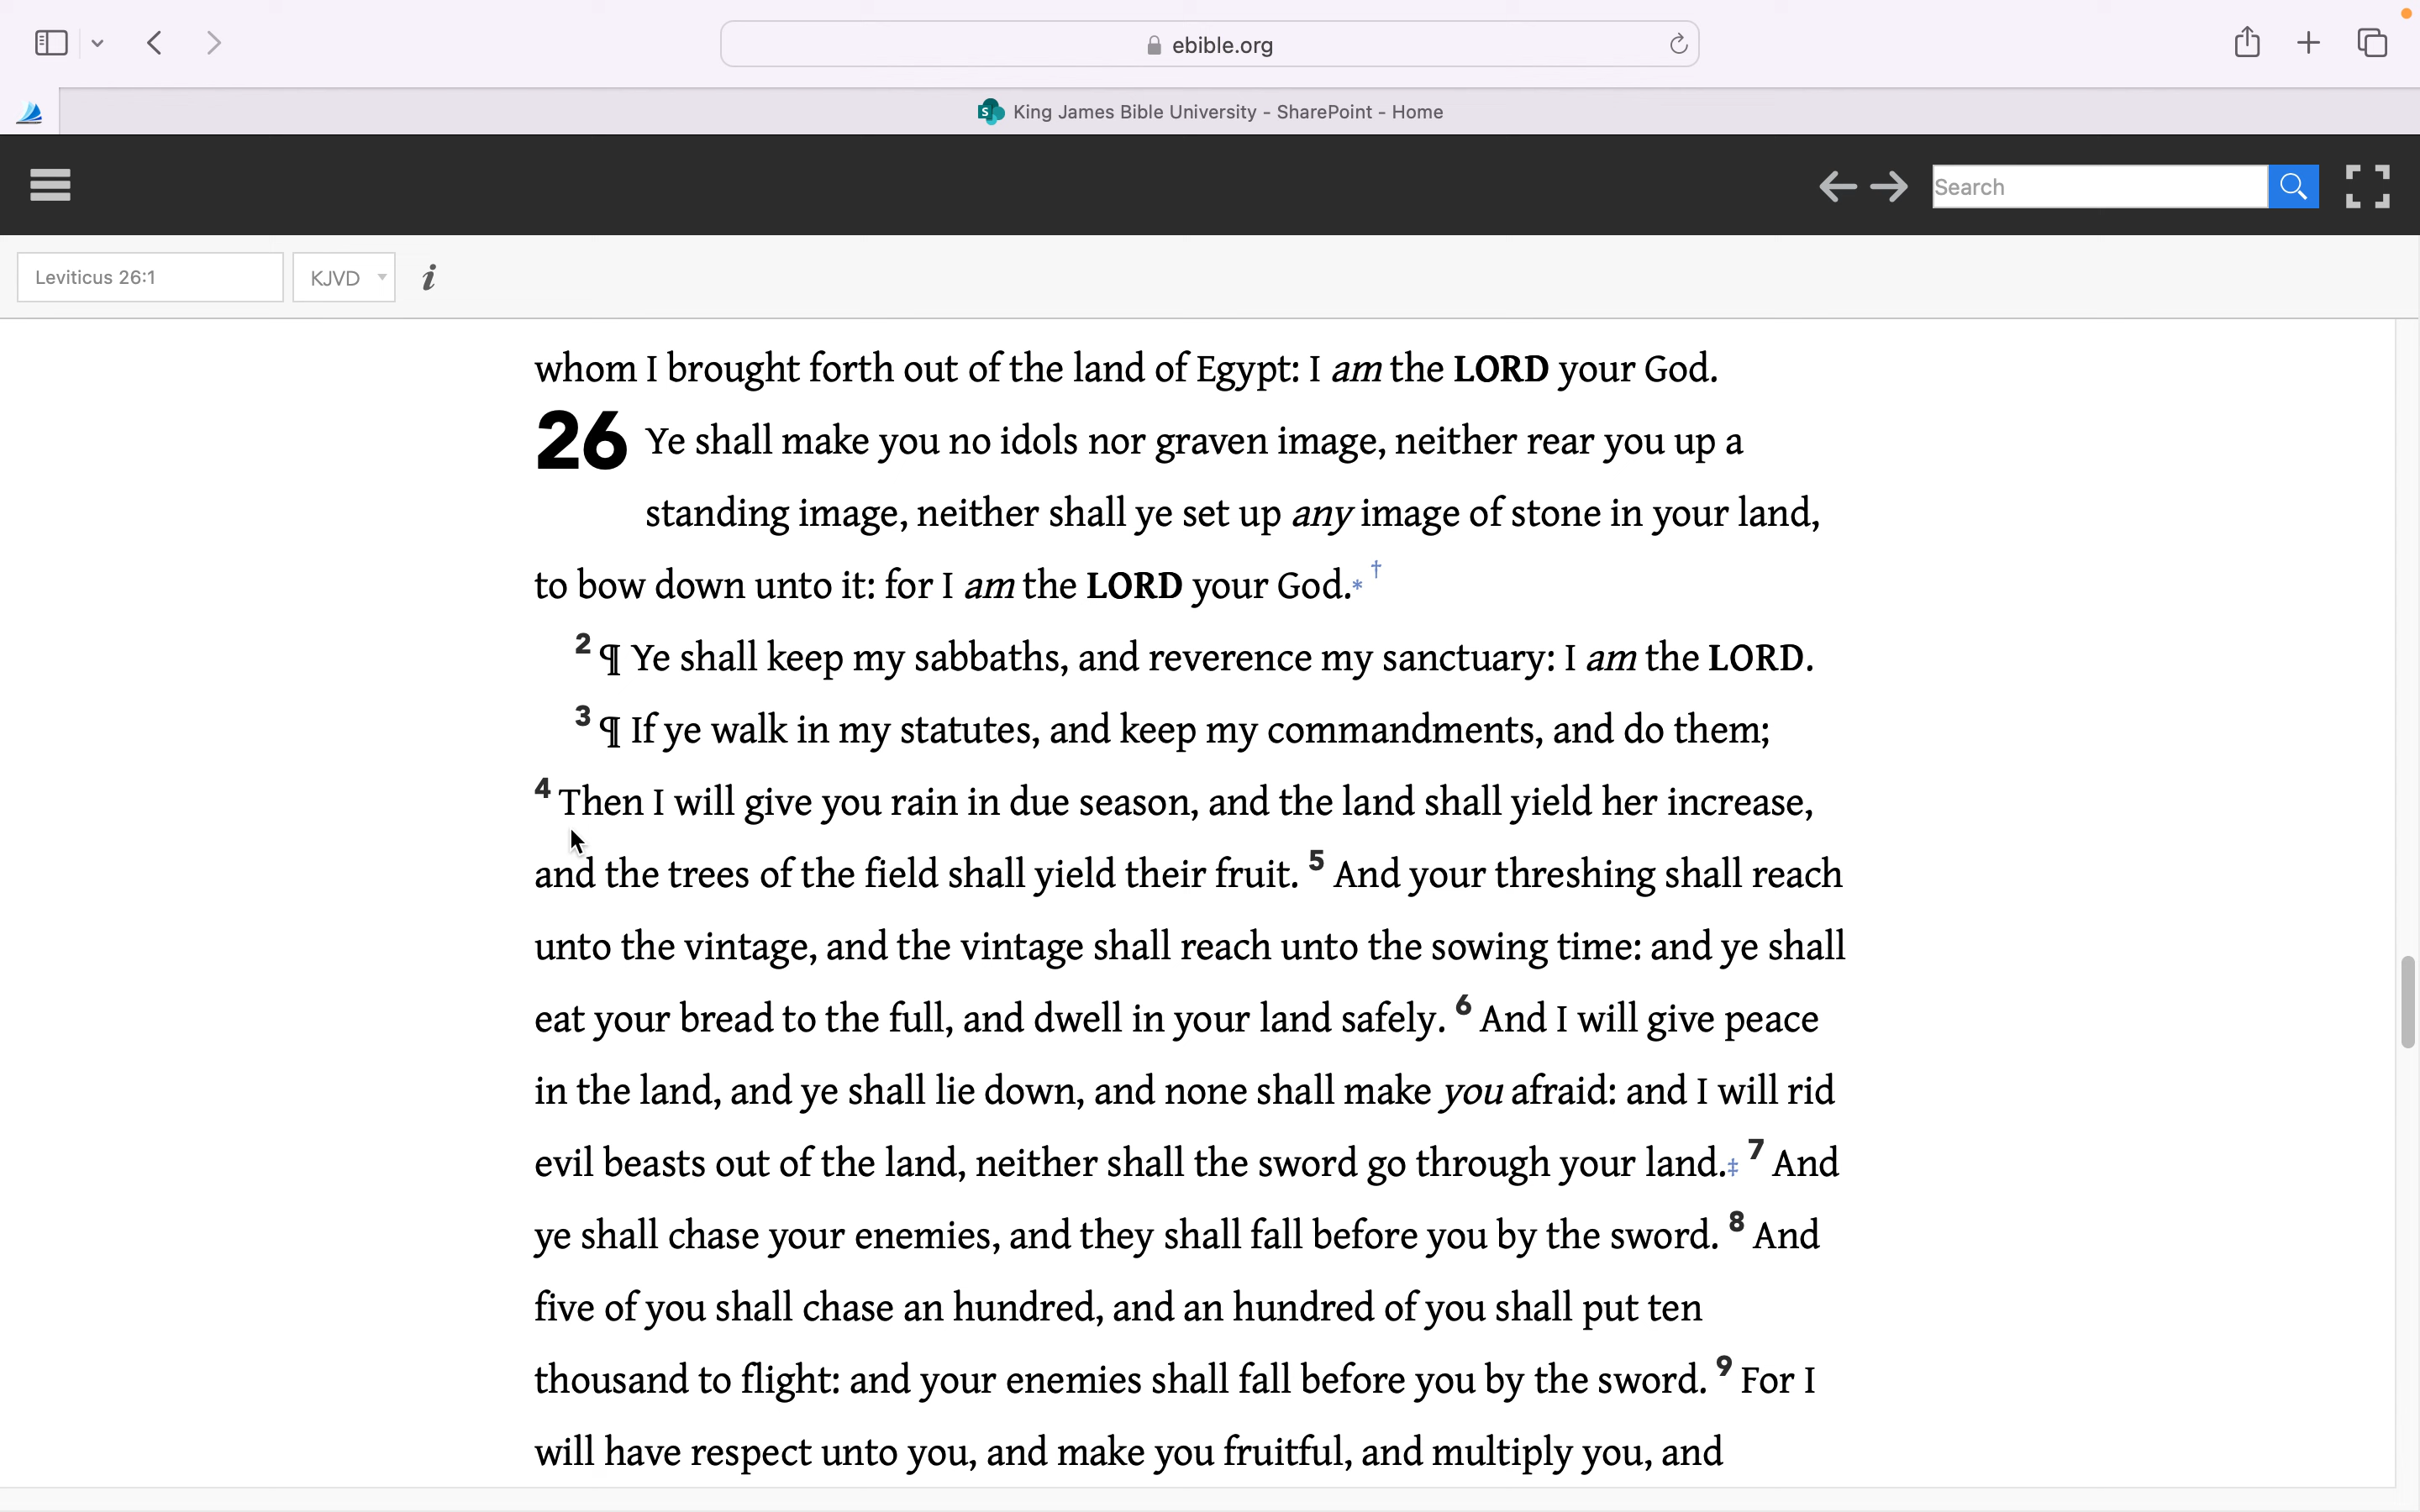 ebible.org
King James Bible University - SharePoint - Home
Search
Leviticus 26:1 KJVD i
whom I brought forth out of the land of Egypt: I am the LORD your God.
26 Ye shall make you no idols nor graven image, neither rear you up a
standing image, neither shall ye set up any image of stone in your land,
to bow down unto it: for I am the LORD your God.* †
2 ¶ Ye shall keep my sabbaths, and reverence my sanctuary: I am the LORD.
3 ¶ If ye walk in my statutes, and keep my commandments, and do them;
4 Then I will give you rain in due season, and the land shall yield her increase,
and the trees of the field shall yield their fruit. 5 And your threshing shall reach
unto the vintage, and the vintage shall reach unto the sowing time: and ye shall
eat your bread to the full, and dwell in your land safely. 6 And I will give peace
in the land, and ye shall lie down, and none shall make you afraid: and I will rid
evil beasts out of the land, neither shall the sword go through your land.‡ 7 And
ye shall chase your enemies, and they shall fall before you by the sword. 8 And
five of you shall chase an hundred, and an hundred of you shall put ten
thousand to flight: and your enemies shall fall before you by the sword. 9 For I
will have respect unto you, and make you fruitful, and multiply you, and